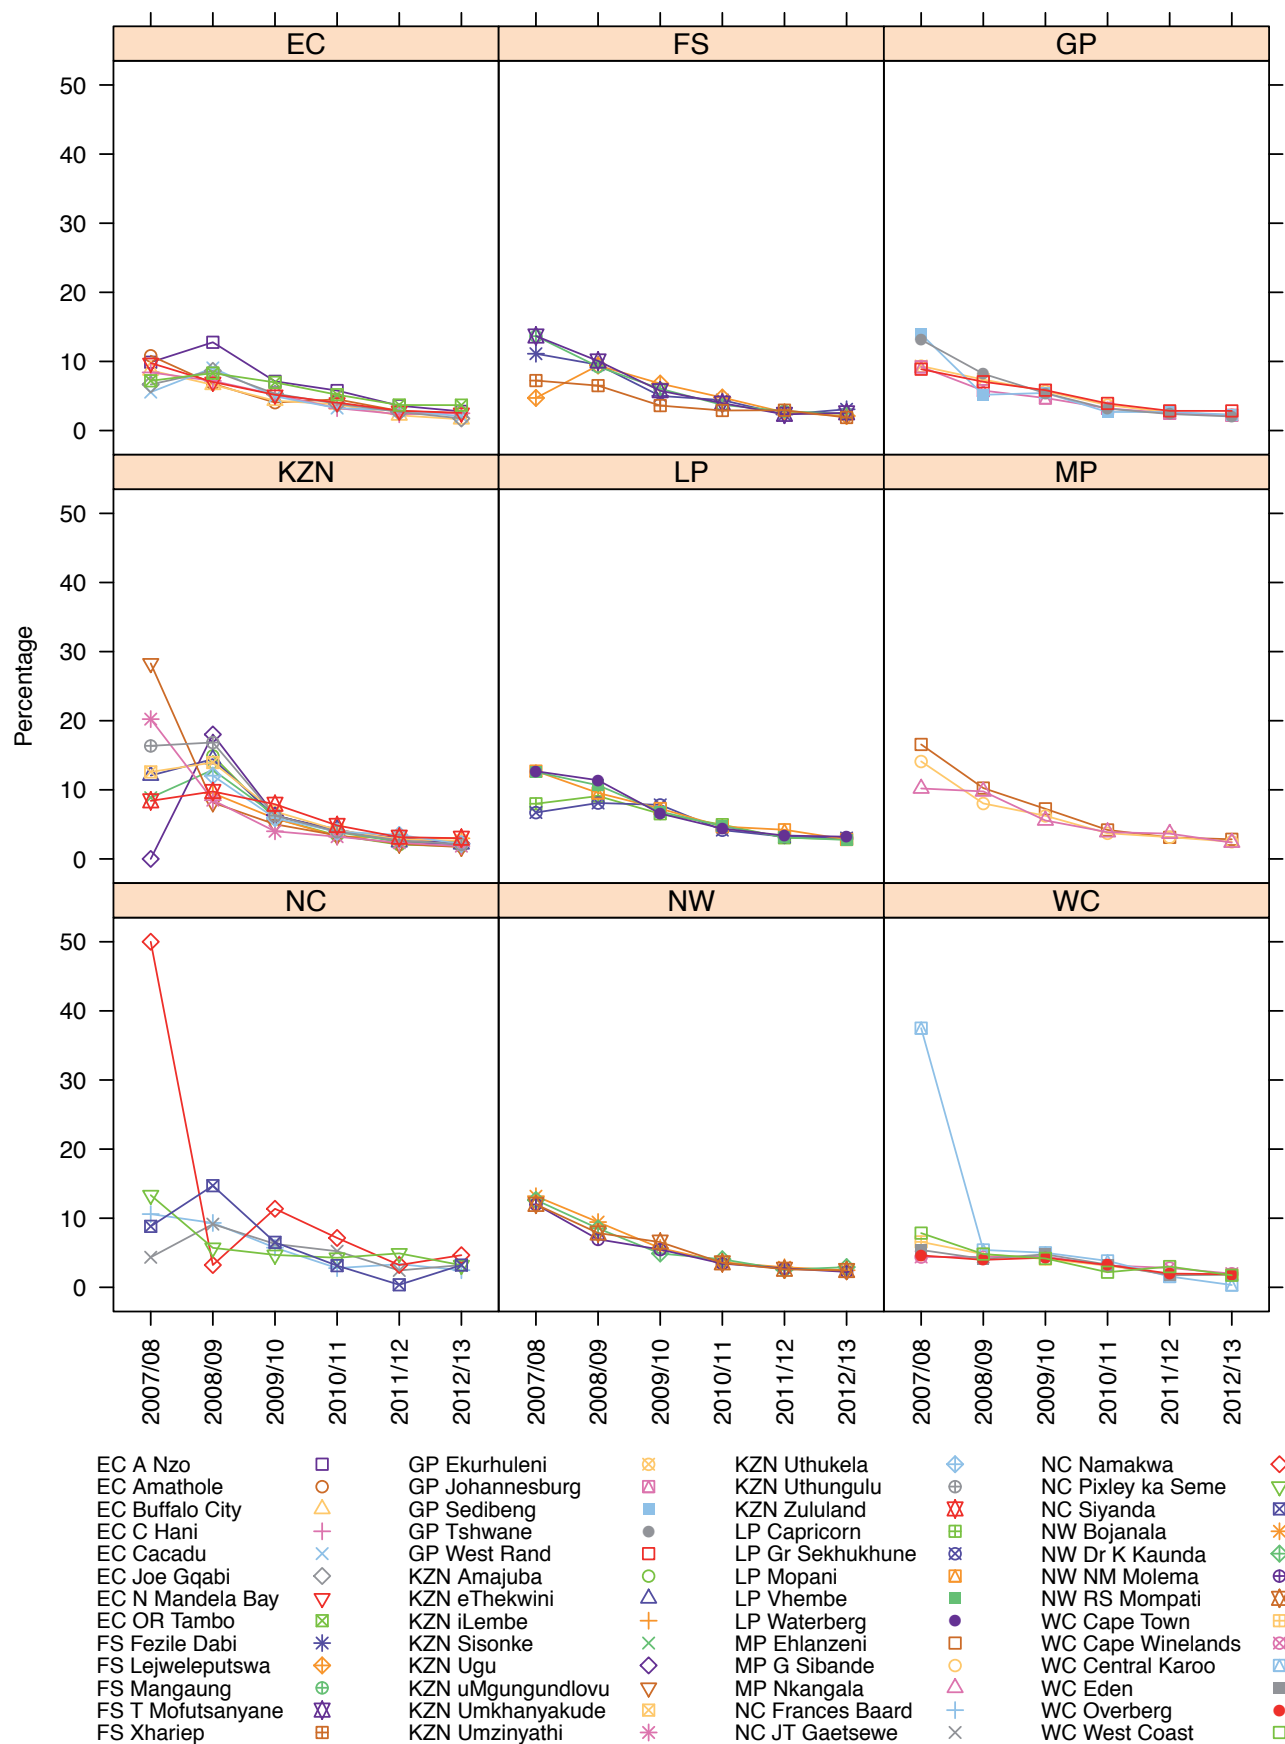 EC FS GP
50
40
30
20
10
0
KZN LP MP
50
40
30
20
10
0
Percentage
NC NW WC
50
40
30
20
10
0
2007/08 2008/09 2009/10 2010/11 2011/12 2012/13 2007/08 2008/09 2009/10 2010/11 2011/12 2012/13 2007/08 2008/09 2009/10 2010/11 2011/12 2012/13
EC A Nzo
EC Amathole
EC Buffalo City
EC C Hani
EC Cacadu
EC Joe Gqabi
EC N Mandela Bay
EC OR Tambo
FS Fezile Dabi
FS Lejweleputswa
FS Mangaung
FS T Mofutsanyane
FS Xhariep
GP Ekurhuleni
GP Johannesburg
GP Sedibeng
GP Tshwane
GP West Rand
KZN Amajuba
KZN eThekwini
KZN iLembe
KZN Sisonke
KZN Ugu
KZN uMgungundlovu
KZN Umkhanyakude
KZN Umzinyathi
KZN Uthukela
KZN Uthungulu
KZN Zululand
LP Capricorn
LP Gr Sekhukhune
LP Mopani
LP Vhembe
LP Waterberg
MP Ehlanzeni
MP G Sibande
MP Nkangala
NC Frances Baard
NC JT Gaetsewe
NC Namakwa
NC Pixley ka Seme
NC Siyanda
NW Bojanala
NW Dr K Kaunda
NW NM Molema
NW RS Mompati
WC Cape Town
WC Cape Winelands
WC Central Karoo
WC Eden
WC Overberg
WC West Coast